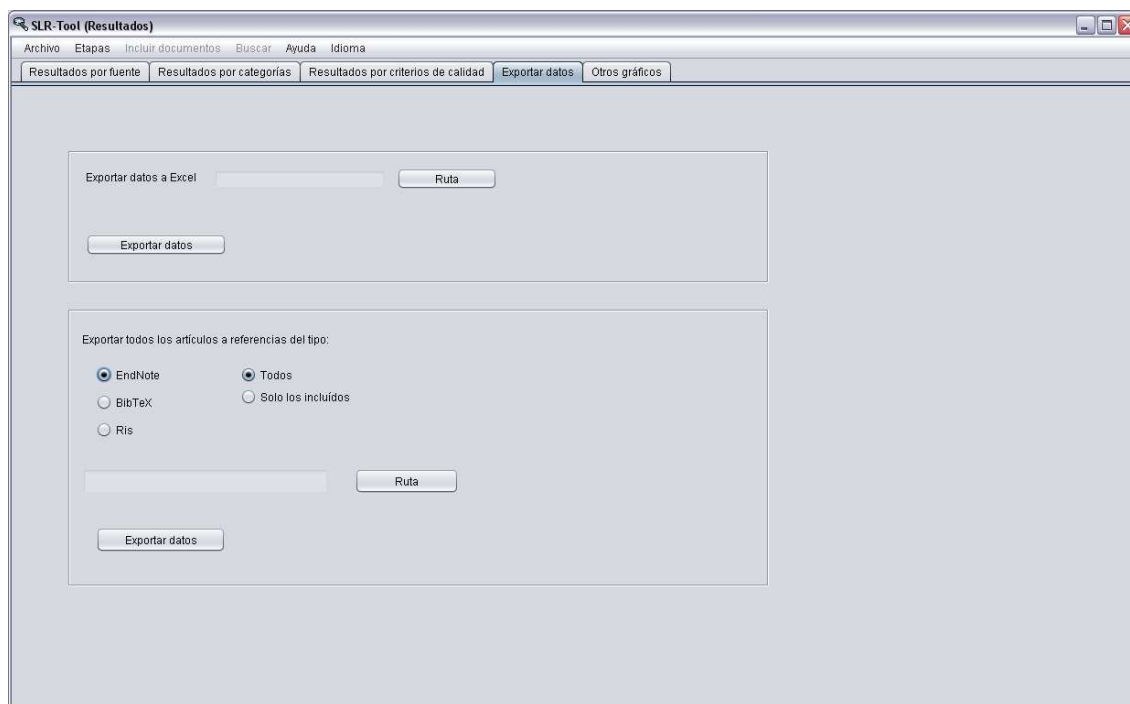 SLR-Tool (Resultados)
Archivo Etapas Incluir documentos Buscar Ayuda Idioma
Resultados por fuente Resultados por categorías Resultados por criterios de calidad Exportar datos Otros gráficos
Exportar datos a Excel Ruta
Exportar datos
Exportar todos los artículos a referencias del tipo:
EndNote Todos
BibTeX Solo los incluídos
Ris
Ruta
Exportar datos